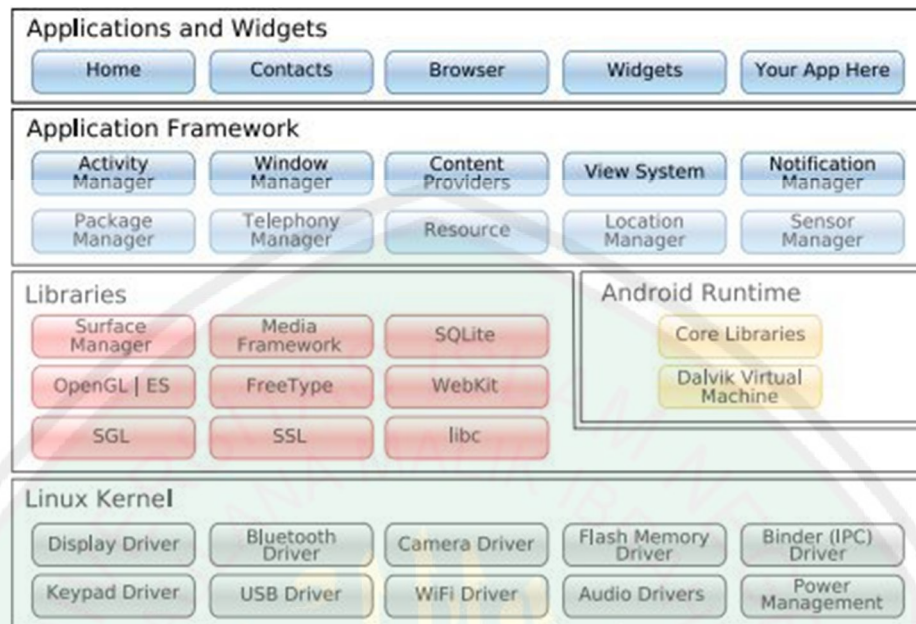 Applications and Widgets
Home
Contacts
Browser
Widgets
Your App Here
Application Framework
Activity
Manager
Window
Manager
Content
Providers
View System
Notification
Manager
Package
Manager
Telephony
Manager
Resource
Location
Manager
Sensor
Manager
Libraries
Surface
Manager
Media
Framework
SQLite
OpenGL | ES
FreeType
WebKit
SGL
SSL
libc
Android Runtime
Core Libraries
Dalvik Virtual
Machine
Linux Kernel
Display Driver
Bluetooth
Driver
Camera Driver
Flash Memory
Driver
Binder (IPC)
Driver
Keypad Driver
USB Driver
WiFi Driver
Audio Drivers
Power
Management